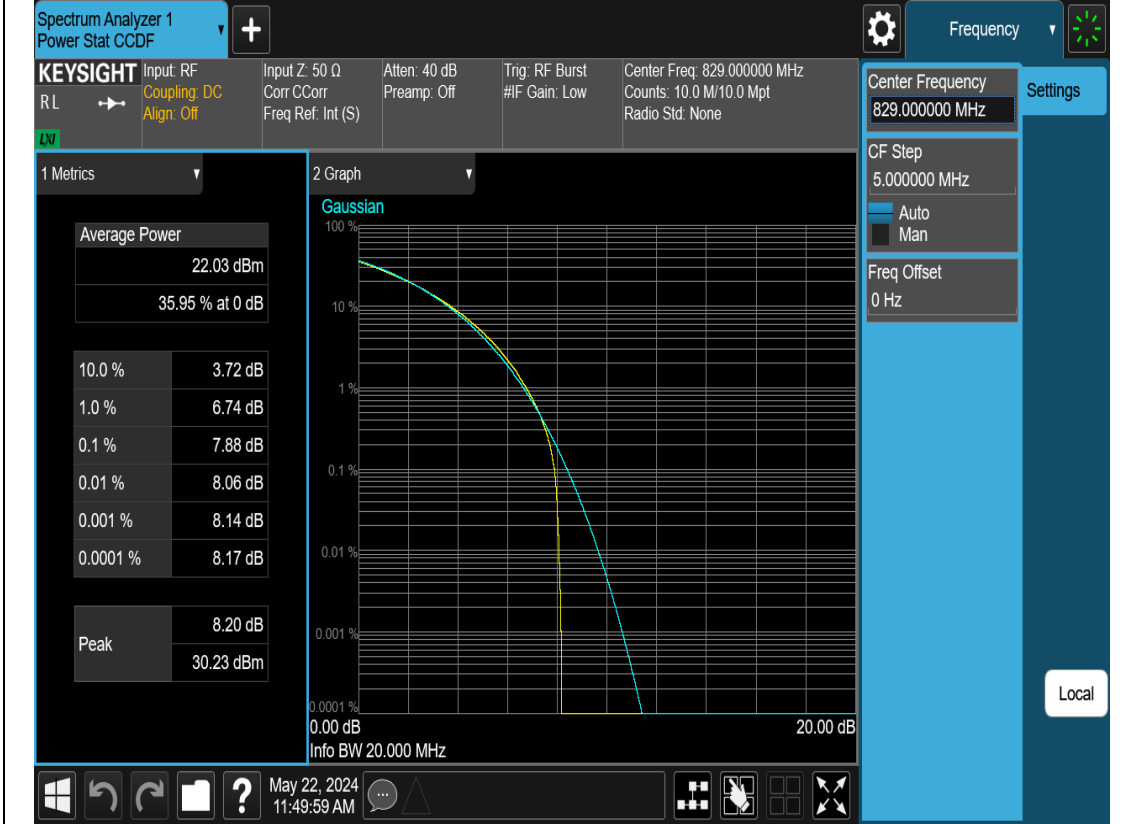 Spectrum Analyzer 1
Power Stat CCDF
+
Frequency
KEYSIGHT
RL
LXI
Input: RF
Coupling: DC
Align: Off
Input Z: 50 Ω
Corr CCorr
Freq Ref: Int (S)
Atten: 40 dB
Preamp: Off
Trig: RF Burst
#IF Gain: Low
Center Freq: 829.000000 MHz
Counts: 10.0 M/10.0 Mpt
Radio Std: None
Center Frequency
829.000000 MHz
Settings
CF Step
5.000000 MHz
Auto
Man
Freq Offset
0 Hz
1 Metrics
Average Power
22.03 dBm
35.95 % at 0 dB
10.0 % 3.72 dB
1.0 % 6.74 dB
0.1 % 7.88 dB
0.01 % 8.06 dB
0.001 % 8.14 dB
0.0001 % 8.17 dB
Peak
8.20 dB
30.23 dBm
2 Graph
Gaussian
100 %
10 %
1 %
0.1 %
0.01 %
0.001 %
0.0001 %
0.00 dB 20.00 dB
Info BW 20.000 MHz
Local
?
May 22, 2024
11:49:59 AM